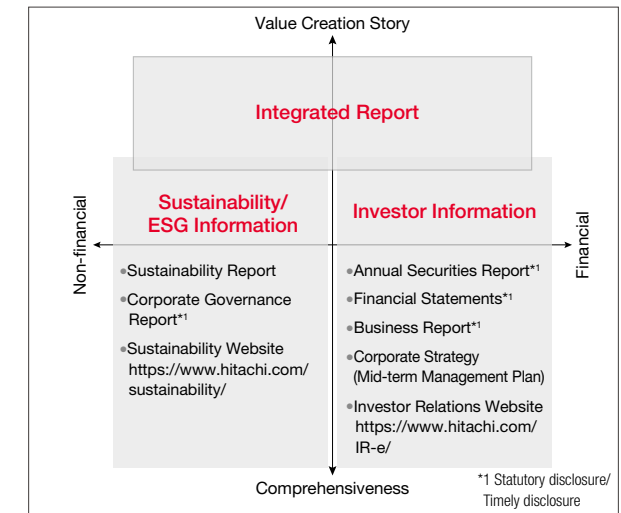 Value Creation Story
Integrated Report
Non-financial
Financial
Sustainability/
ESG Information
•Sustainability Report
•Corporate Governance
Report*1
•Sustainability Website
https://www.hitachi.com/
sustainability/
Investor Information
•Annual Securities Report*1
•Financial Statements*1
•Business Report*1
•Corporate Strategy
(Mid-term Management Plan)
•Investor Relations Website
https://www.hitachi.com/
IR-e/
Comprehensiveness
*1 Statutory disclosure/
Timely disclosure